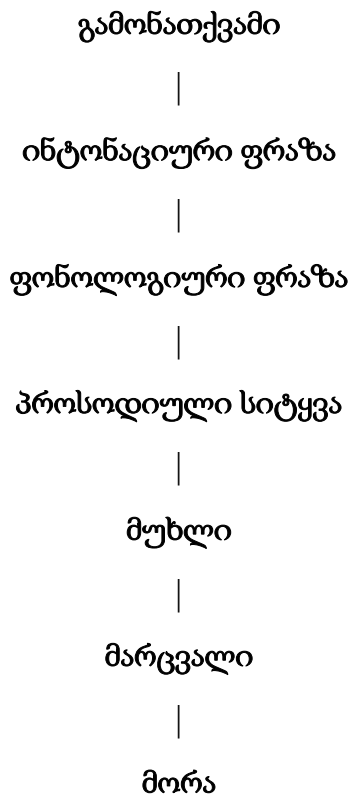 გამონათქვამი
ინტონაციური ფრაზა
ფონოლოგიური ფრაზა
პროსოდიული სიტყვა
მუხლი
მარცვალი
მორა